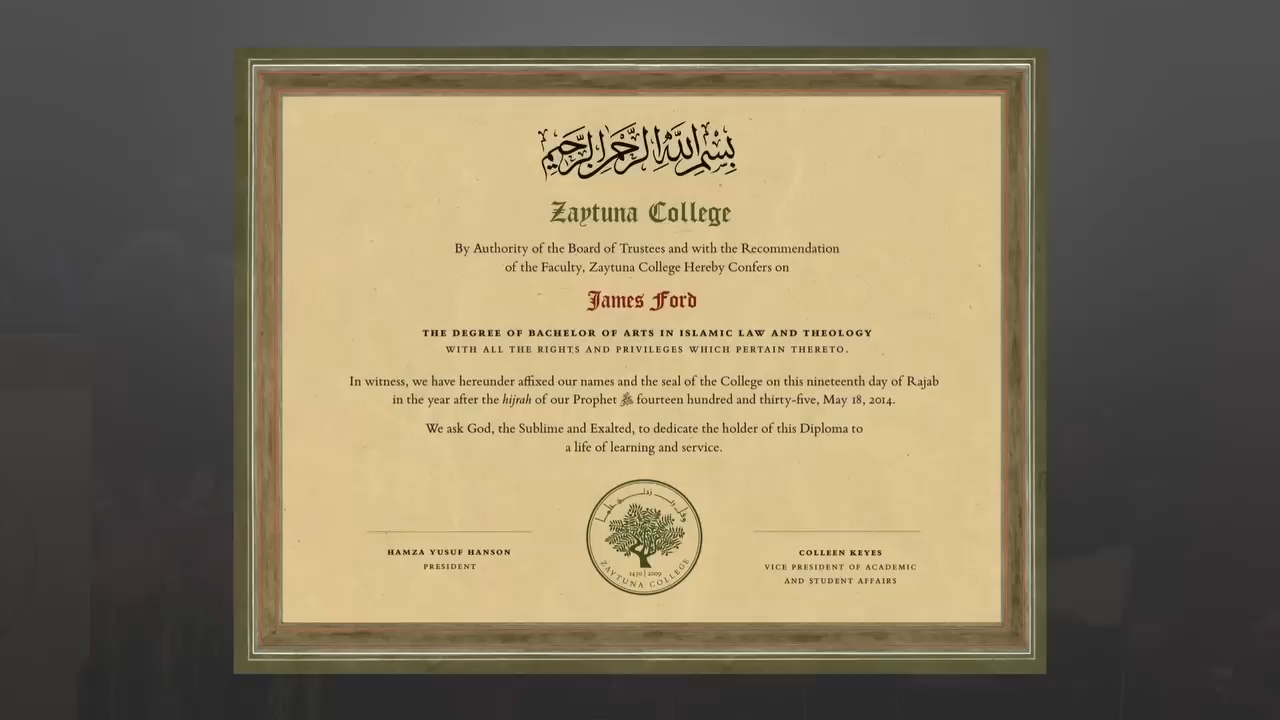 بسم الله الرحمن الرحيم
Zaytuna College
By Authority of the Board of Trustees and with the Recommendation
of the Faculty, Zaytuna College Hereby Confers on
James Ford
THE DEGREE OF BACHELOR OF ARTS IN ISLAMIC LAW AND THEOLOGY
WITH ALL THE RIGHTS AND PRIVILEGES WHICH PERTAIN THERETO.
In witness, we have hereunder affixed our names and the seal of the College on this nineteenth day of Rajab
in the year after the hijrah of our Prophet ﷺ fourteen hundred and thirty-five, May 18, 2014.
We ask God, the Sublime and Exalted, to dedicate the holder of this Diploma to
a life of learning and service.
وقل رب زدني علما
1430 | 2009
ZAYTUNA COLLEGE
HAMZA YUSUF HANSON
PRESIDENT
COLLEEN KEYES
VICE PRESIDENT OF ACADEMIC
AND STUDENT AFFAIRS